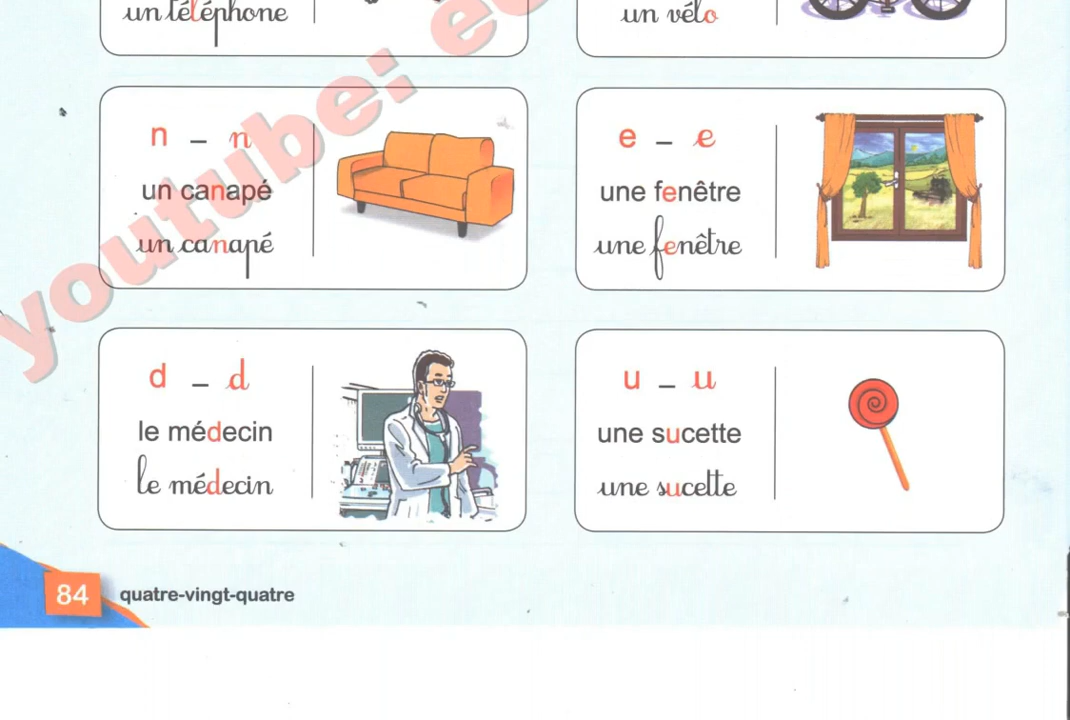 un téléphone
un vélo
n – n
un canapé
un canapé
e – e
une fenêtre
une fenêtre
d – d
le médecin
le médecin
u – u
une sucette
une sucette
84 quatre-vingt-quatre
youtube: e